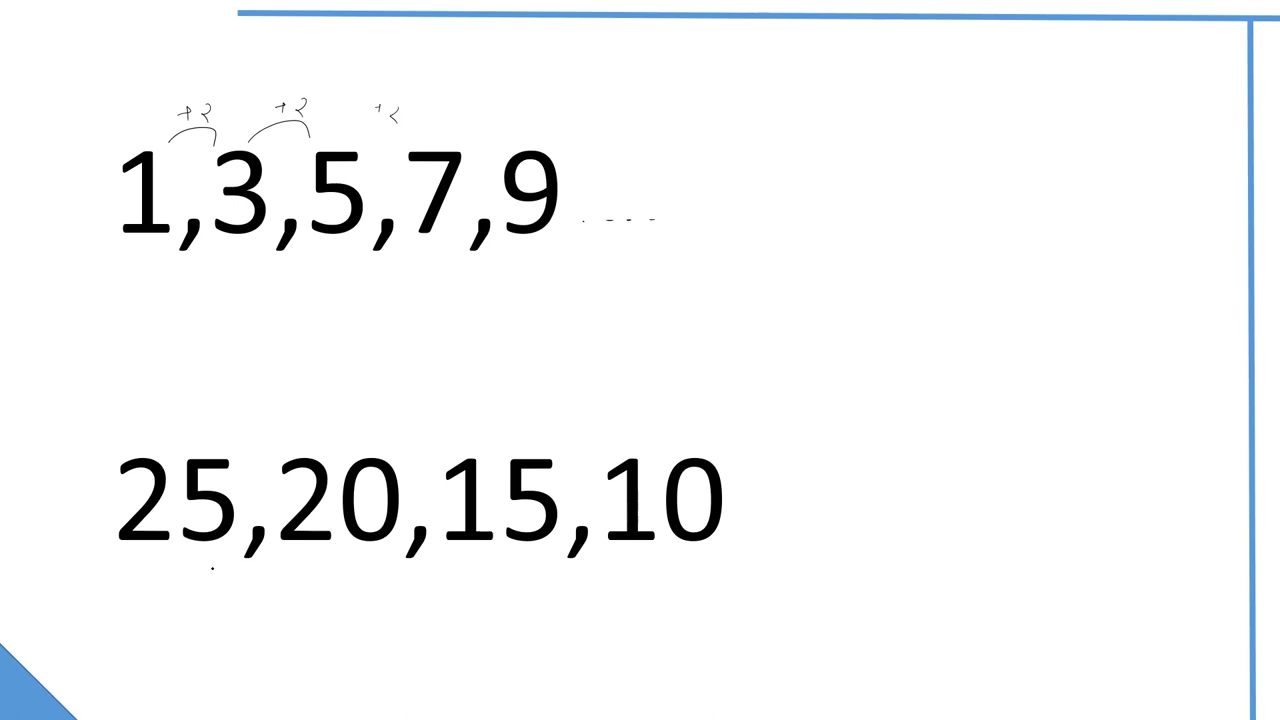 +2 +2 +2
1,3,5,7,9 . - - -
25,20,15,10